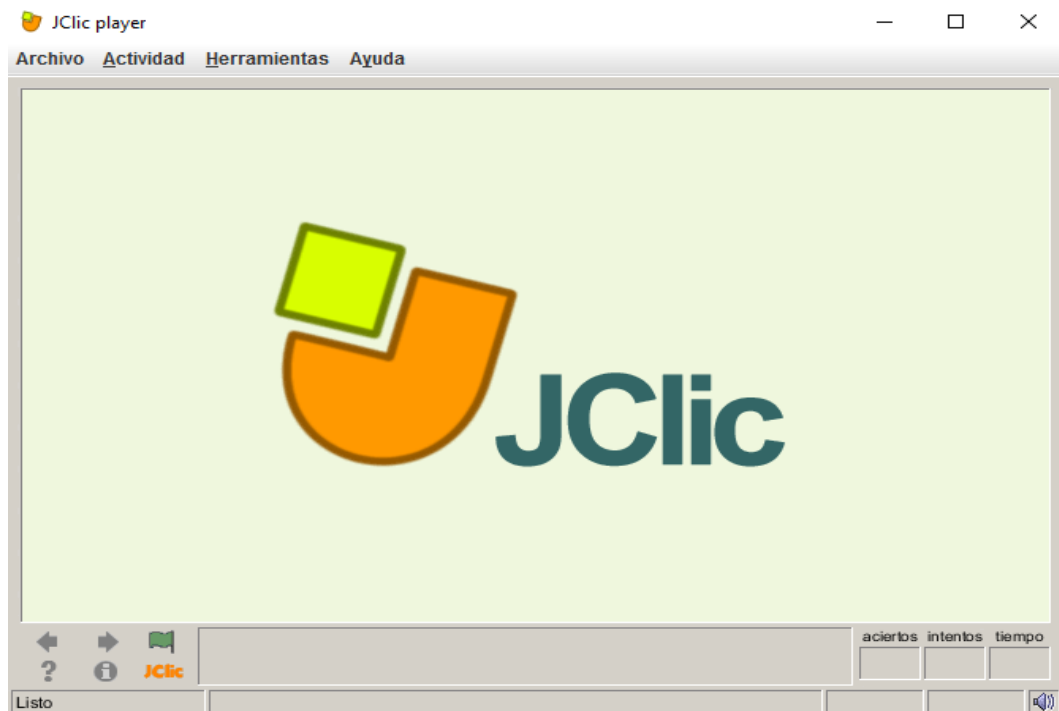 JClic player
Archivo Actividad Herramientas Ayuda
JClic
aciertos intentos tiempo
? i JClic
Listo